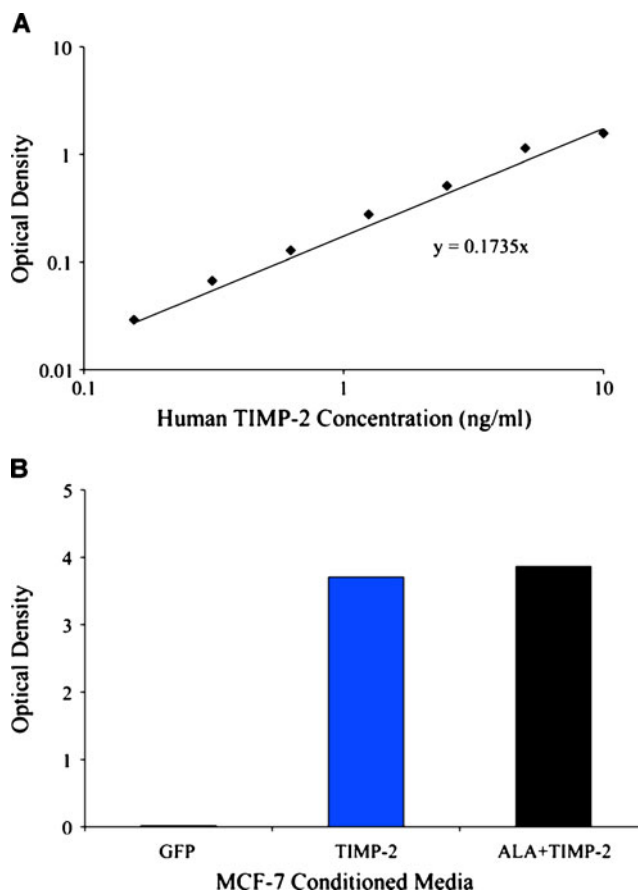 A
10
1
0.1
0.01
Optical Density
y = 0.1735x
0.1 1 10
Human TIMP-2 Concentration (ng/ml)
B
5
4
3
2
1
0
Optical Density
GFP TIMP-2 ALA+TIMP-2
MCF-7 Conditioned Media